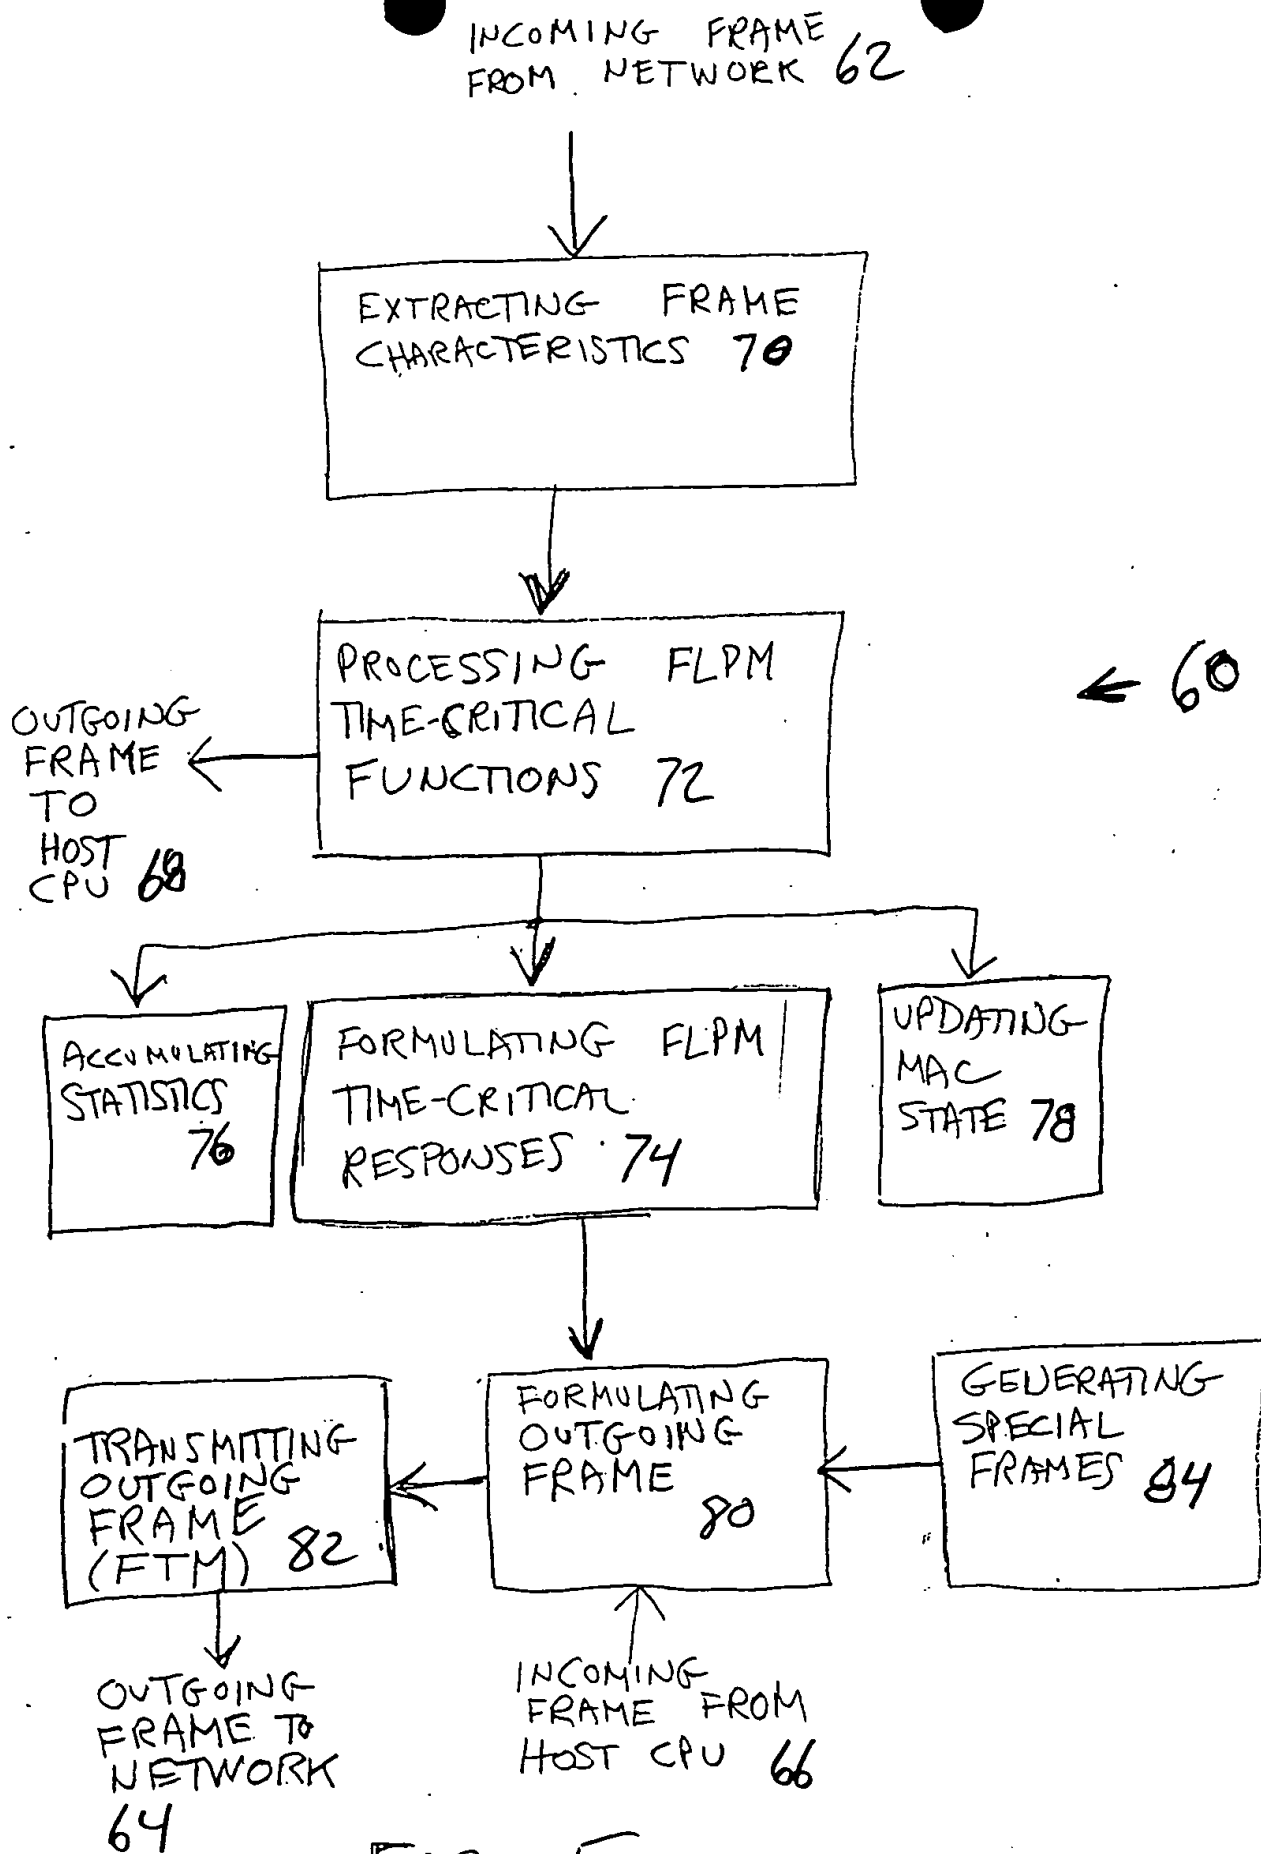 INCOMING FRAME
FROM NETWORK 62
EXTRACTING FRAME
CHARACTERISTICS 70
PROCESSING FLPM
TIME-CRITICAL
FUNCTIONS 72
60
OUTGOING
FRAME
TO
HOST
CPU 68
ACCUMULATING
STATISTICS
76
FORMULATING FLPM
TIME-CRITICAL
RESPONSES 74
UPDATING
MAC
STATE 78
TRANSMITTING
OUTGOING
FRAME
(FTM) 82
FORMULATING
OUTGOING
FRAME
80
GENERATING
SPECIAL
FRAMES 84
OUTGOING
FRAME TO
NETWORK
64
INCOMING
FRAME FROM
HOST CPU 66